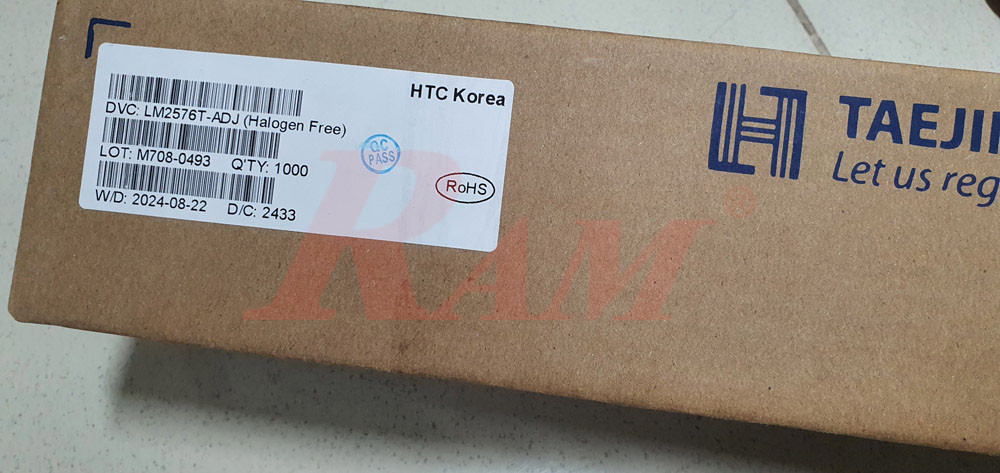 HTC Korea
DVC: LM2576T-ADJ (Halogen Free)
LOT: M708-0493 Q'TY: 1000
QC
PASS
RoHS
W/D: 2024-08-22 D/C: 2433
TAEJI
Let us reg
RAM®